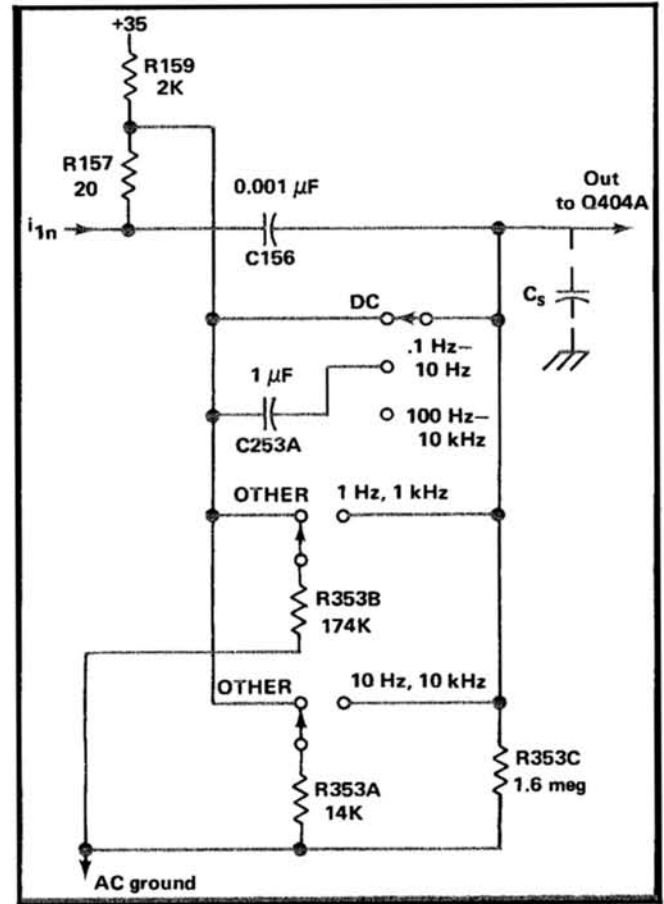 +35
R159
2K
R157
20
0.001 μF
Out
to Q404A
i1n
C156
DC
Cs
.1 Hz–
10 Hz
1 μF
100 Hz–
10 kHz
C253A
OTHER
1 Hz, 1 kHz
R353B
174K
OTHER
10 Hz, 10 kHz
R353C
1.6 meg
R353A
14K
AC ground